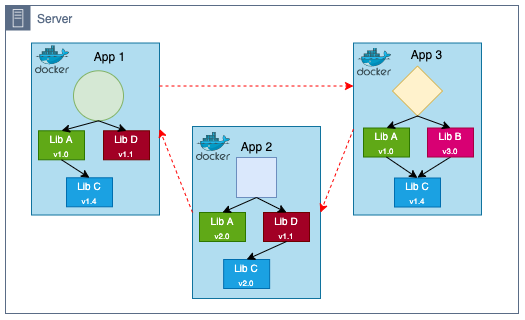 Server
docker
App 1
Lib A
v1.0
Lib D
v1.1
Lib C
v1.4
docker
App 2
Lib A
v2.0
Lib D
v1.1
Lib C
v2.0
docker
App 3
Lib A
v1.0
Lib B
v3.0
Lib C
v1.4